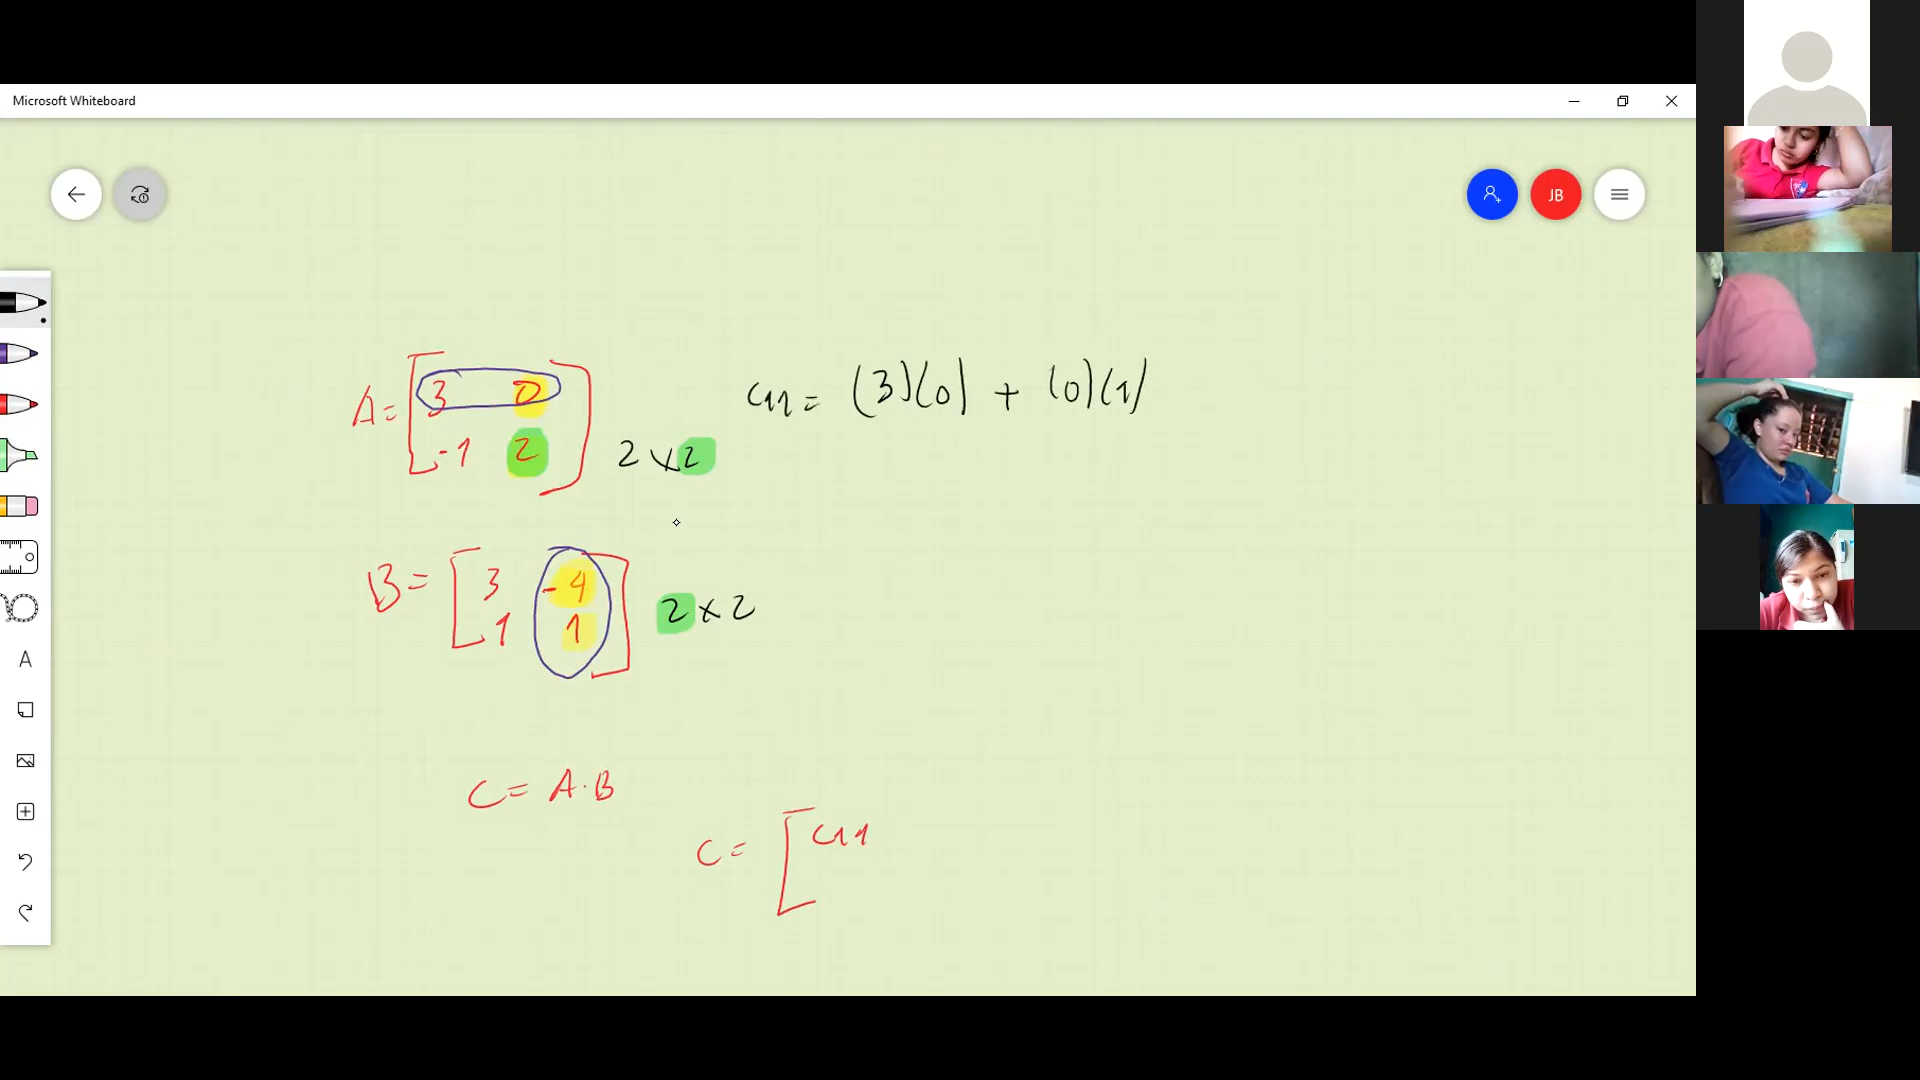 Microsoft Whiteboard
JB
A= [ 3 0
-1 2 ] 2 x 2
C11 = (3)(0) + (0)(1)
B= [ 3 -4
1 1 ] 2 x 2
A
C= A·B
C= [ C11